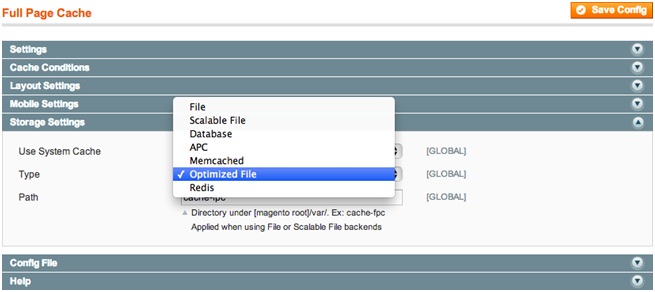 Full Page Cache
Save Config
Settings
Cache Conditions
Layout Settings
Mobile Settings
Storage Settings
File
Scalable File
Database
APC
Memcached
✓ Optimized File
Redis
Use System Cache [GLOBAL]
Type [GLOBAL]
Path cache-fpc [GLOBAL]
▲ Directory under [magento root]/var/. Ex: cache-fpc
Applied when using File or Scalable File backends
Config File
Help